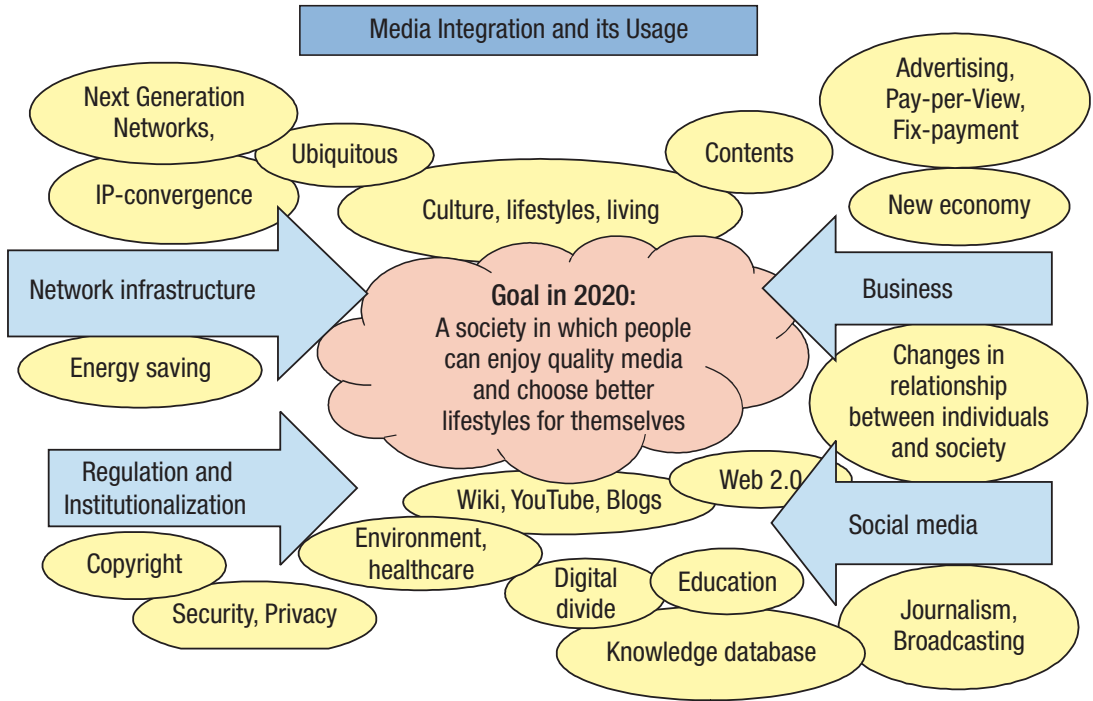 Media Integration and its Usage
Next Generation
Networks,
Ubiquitous
IP-convergence
Contents
Advertising,
Pay-per-View,
Fix-payment
New economy
Culture, lifestyles, living
Network infrastructure
Energy saving
Goal in 2020:
A society in which people
can enjoy quality media
and choose better
lifestyles for themselves
Business
Changes in
relationship
between individuals
and society
Regulation and
Institutionalization
Copyright
Security, Privacy
Web 2.0
Wiki, YouTube, Blogs
Environment,
healthcare
Digital
divide
Education
Knowledge database
Social media
Journalism,
Broadcasting